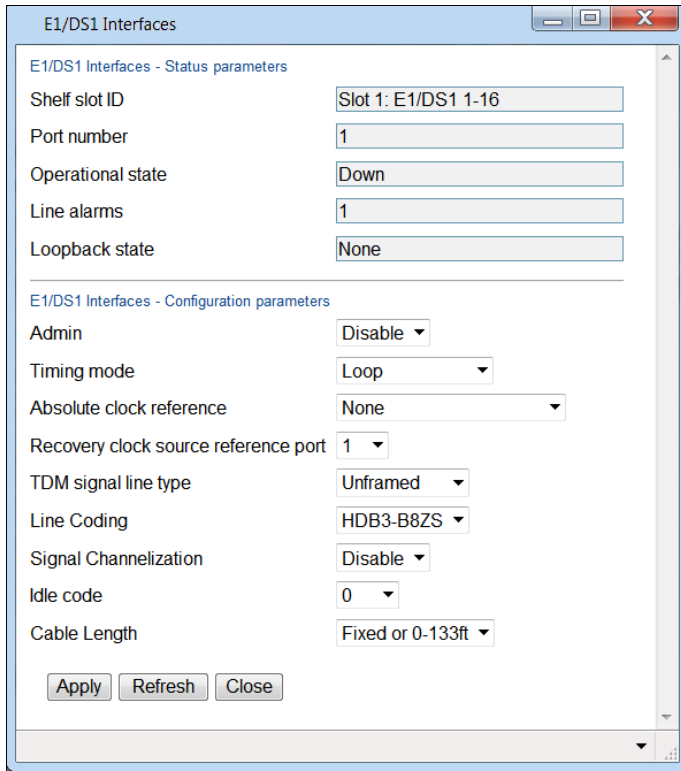 E1/DS1 Interfaces
E1/DS1 Interfaces - Status parameters
Shelf slot ID Slot 1: E1/DS1 1-16
Port number 1
Operational state Down
Line alarms 1
Loopback state None
E1/DS1 Interfaces - Configuration parameters
Admin Disable
Timing mode Loop
Absolute clock reference None
Recovery clock source reference port 1
TDM signal line type Unframed
Line Coding HDB3-B8ZS
Signal Channelization Disable
Idle code 0
Cable Length Fixed or 0-133ft
Apply Refresh Close